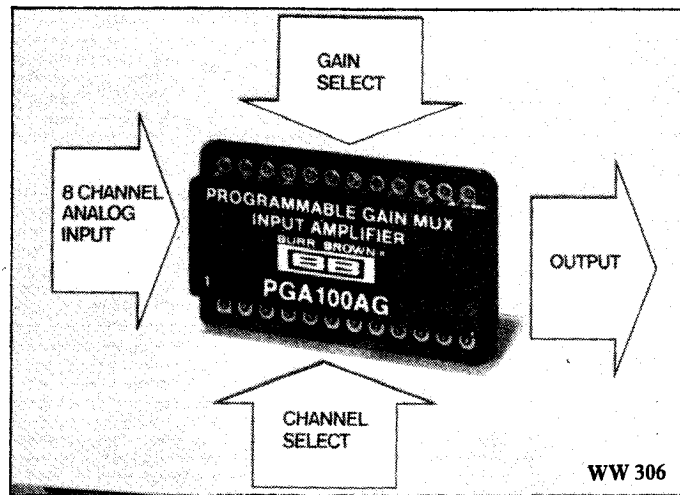 GAIN
SELECT
8 CHANNEL
ANALOG
INPUT
PROGRAMMABLE GAIN MUX
INPUT AMPLIFIER
BURR BROWN®
BB
1 PGA100AG
OUTPUT
CHANNEL
SELECT
WW 306